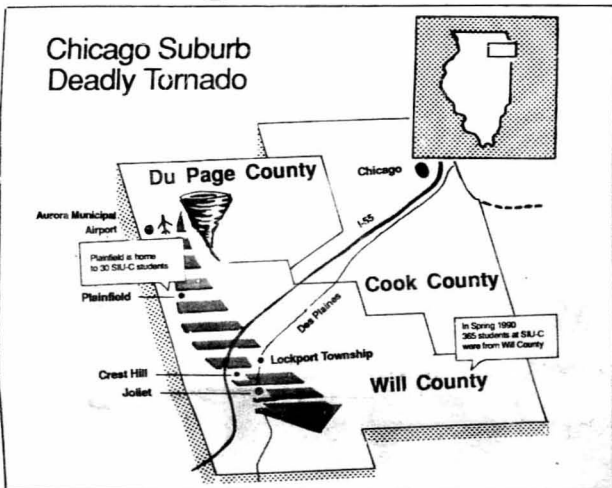 Chicago Suburb
Deadly Tornado
Du Page County
Chicago
Aurora Municipal
Airport
I-55
Plainfield is home
to 30 SIU-C students
Cook County
Plainfield
Des Plaines
In Spring 1990
365 students at SIU-C
were from Will County
Lockport Township
Crest Hill
Will County
Joliet